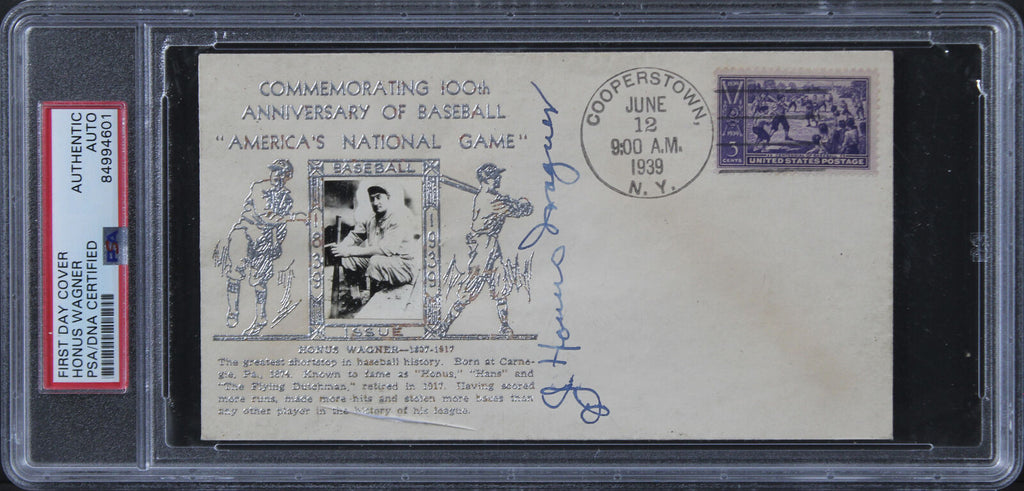 FIRST DAY COVER
HONUS WAGNER
PSA/DNA CERTIFIED
AUTHENTIC
AUTO
84994601
PSA
COMMEMORATING 100th
ANNIVERSARY OF BASEBALL
"AMERICA'S NATIONAL GAME"
BASEBALL
1839
1939
ISSUE
HONUS WAGNER—1897-1917
The greatest shortstop in baseball history. Born at Carne-
gie, Pa., 1874. Known to fame as "Honus," "Hans" and
"The Flying Dutchman," retired in 1917. Having scored
more runs, made more hits and stolen more bases than
any other player in the history of his league.
J Honus Wagner
COOPERSTOWN,
JUNE
12
9:00 A.M.
1939
N. Y.
1839
1939
3
CENTS
UNITED STATES POSTAGE